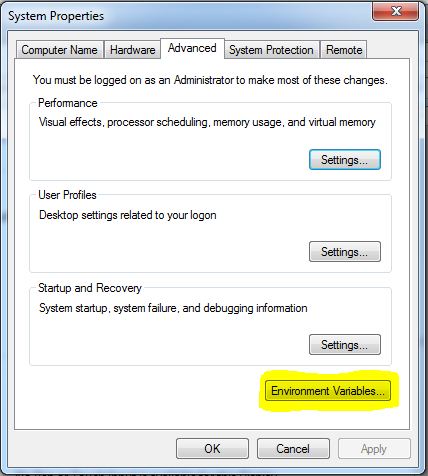 System Properties
Computer Name Hardware Advanced System Protection Remote
You must be logged on as an Administrator to make most of these changes.
Performance
Visual effects, processor scheduling, memory usage, and virtual memory
Settings...
User Profiles
Desktop settings related to your logon
Settings...
Startup and Recovery
System startup, system failure, and debugging information
Settings...
Environment Variables...
OK Cancel Apply